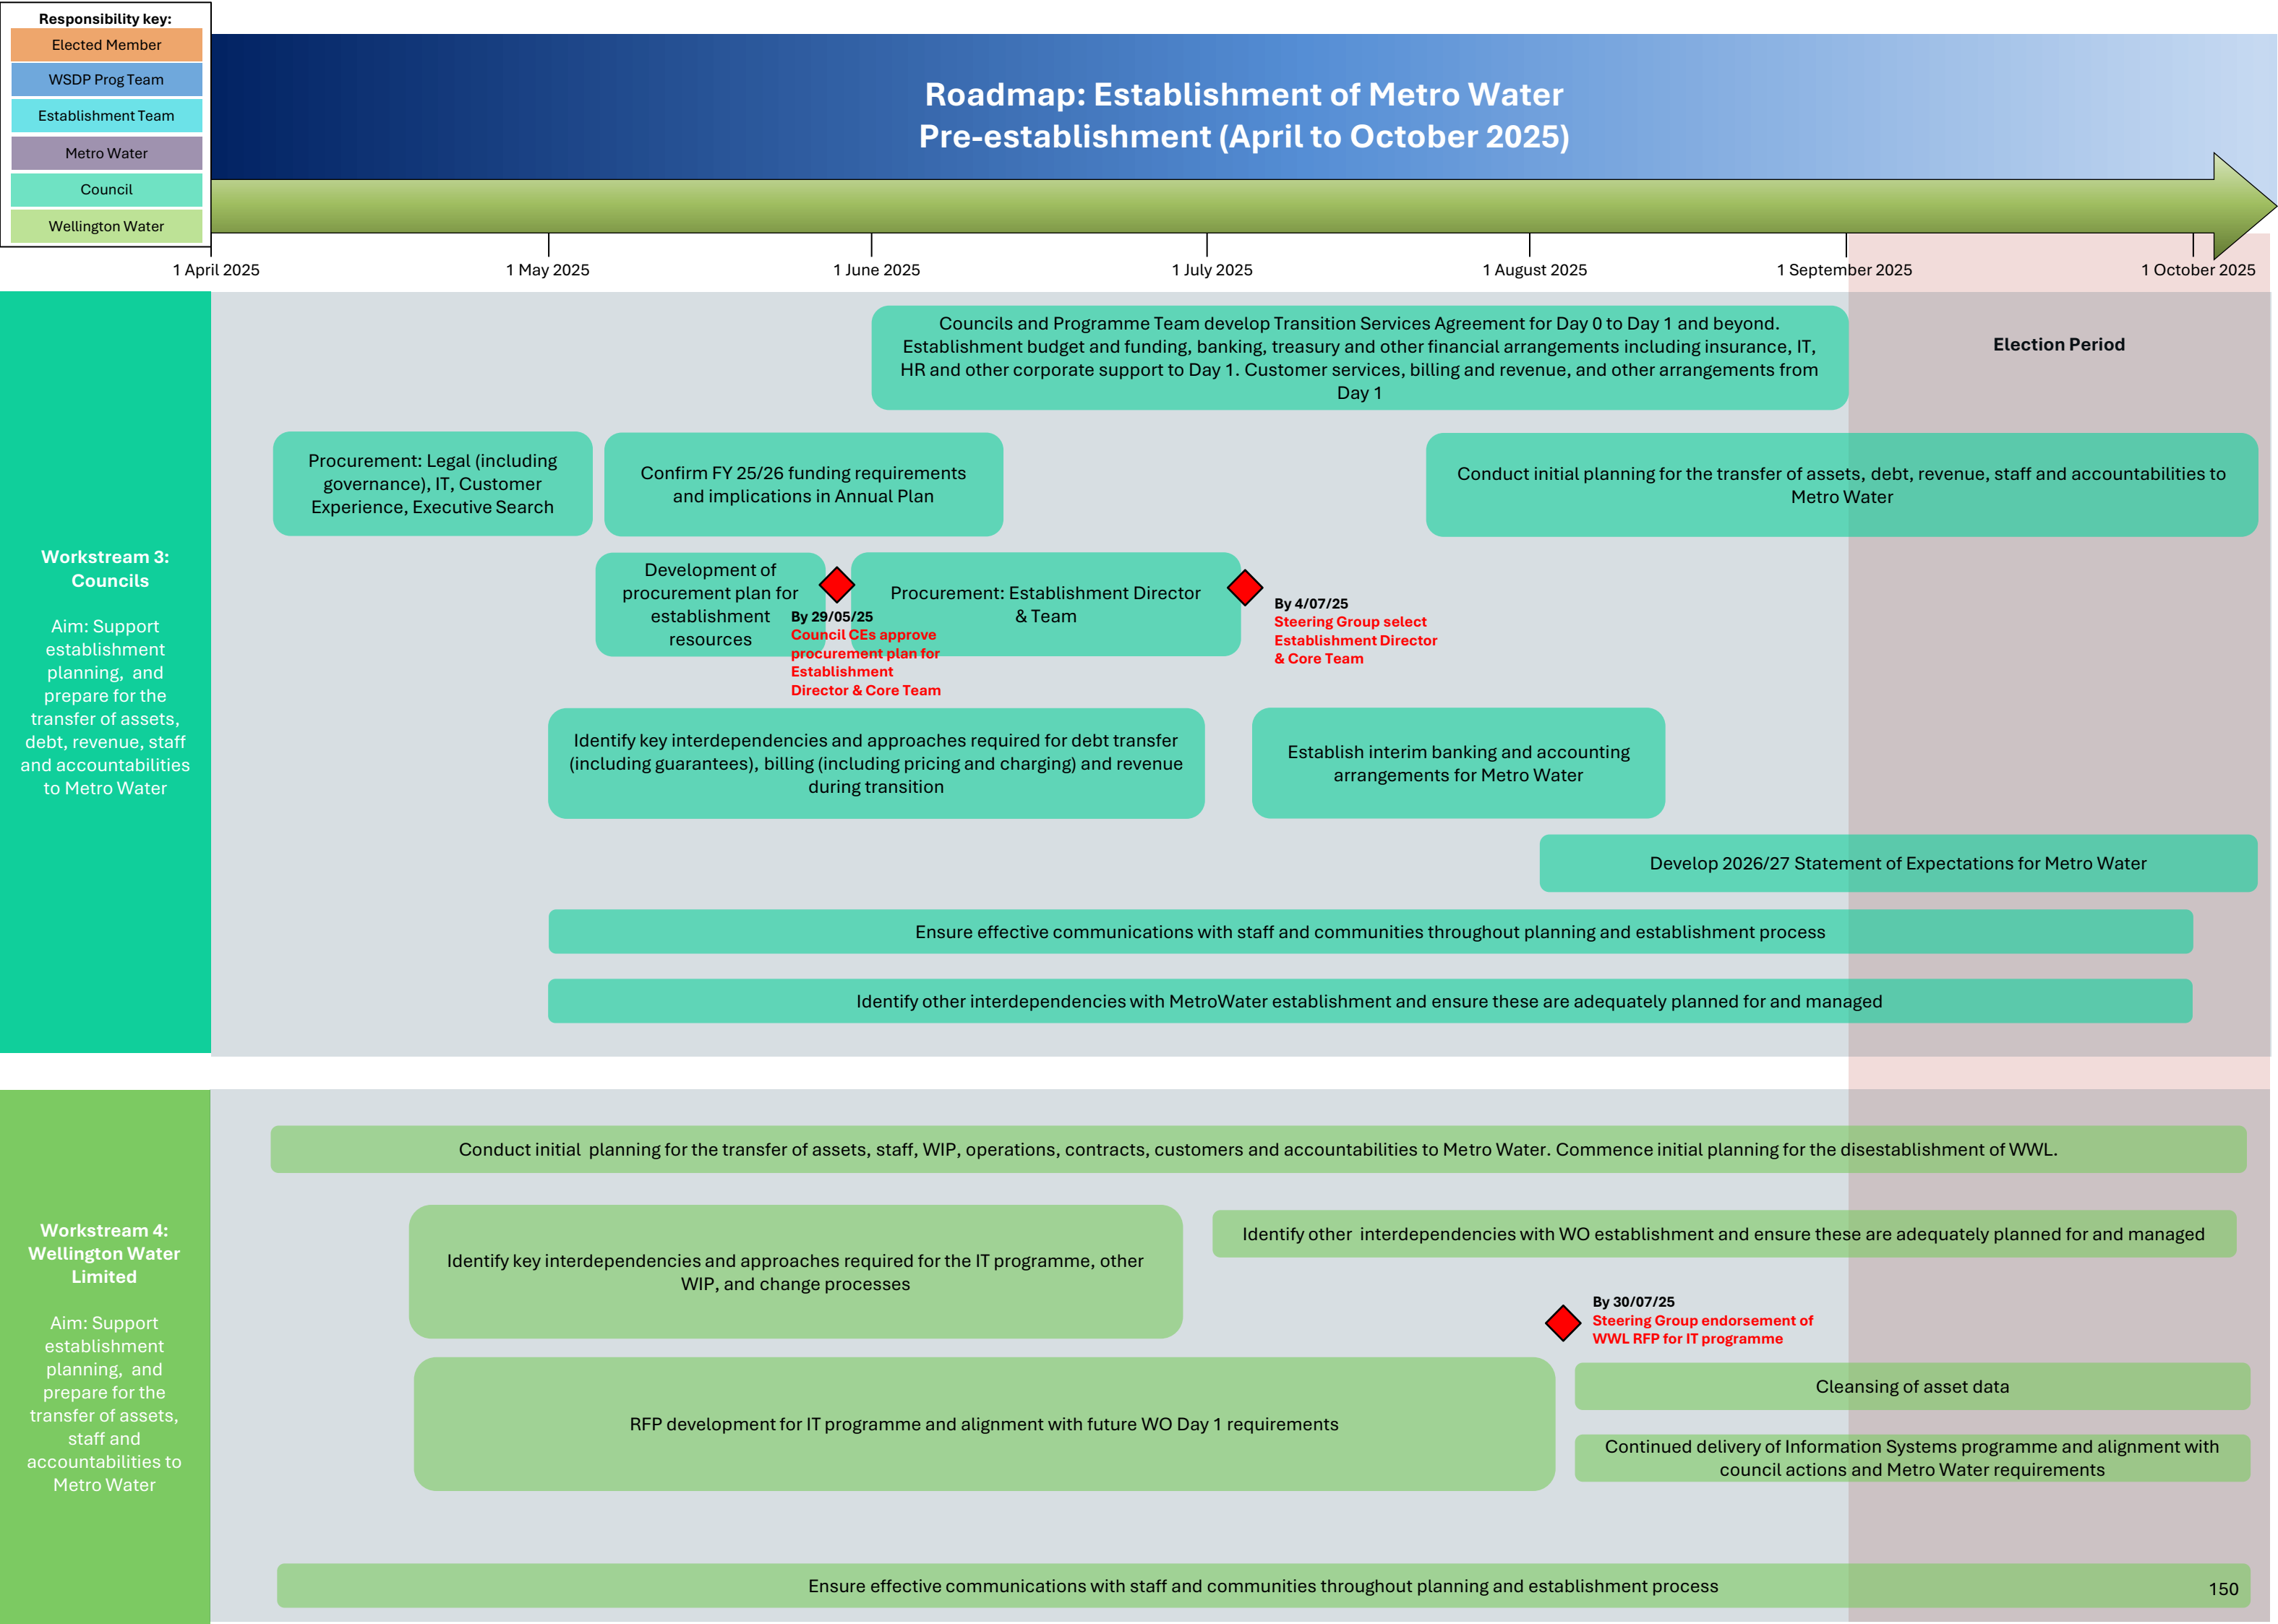 Responsibility key:
Elected Member
WSDP Prog Team
Establishment Team
Metro Water
Council
Wellington Water
Roadmap: Establishment of Metro Water
Pre-establishment (April to October 2025)
1 April 2025
1 May 2025
1 June 2025
1 July 2025
1 August 2025
1 September 2025
1 October 2025
Workstream 3:
Councils
Aim: Support
establishment
planning, and
prepare for the
transfer of assets,
debt, revenue, staff
and accountabilities
to Metro Water
Councils and Programme Team develop Transition Services Agreement for Day 0 to Day 1 and beyond.
Establishment budget and funding, banking, treasury and other financial arrangements including insurance, IT,
HR and other corporate support to Day 1. Customer services, billing and revenue, and other arrangements from
Day 1
Election Period
Procurement: Legal (including
governance), IT, Customer
Experience, Executive Search
Confirm FY 25/26 funding requirements
and implications in Annual Plan
Conduct initial planning for the transfer of assets, debt, revenue, staff and accountabilities to
Metro Water
Development of
procurement plan for
establishment
resources
By 29/05/25
Council CEs approve
procurement plan for
Establishment
Director & Core Team
Procurement: Establishment Director
& Team
By 4/07/25
Steering Group select
Establishment Director
& Core Team
Identify key interdependencies and approaches required for debt transfer
(including guarantees), billing (including pricing and charging) and revenue
during transition
Establish interim banking and accounting
arrangements for Metro Water
Develop 2026/27 Statement of Expectations for Metro Water
Ensure effective communications with staff and communities throughout planning and establishment process
Identify other interdependencies with MetroWater establishment and ensure these are adequately planned for and managed
Workstream 4:
Wellington Water
Limited
Aim: Support
establishment
planning, and
prepare for the
transfer of assets,
staff and
accountabilities to
Metro Water
Conduct initial planning for the transfer of assets, staff, WIP, operations, contracts, customers and accountabilities to Metro Water. Commence initial planning for the disestablishment of WWL.
Identify key interdependencies and approaches required for the IT programme, other
WIP, and change processes
Identify other interdependencies with WO establishment and ensure these are adequately planned for and managed
By 30/07/25
Steering Group endorsement of
WWL RFP for IT programme
RFP development for IT programme and alignment with future WO Day 1 requirements
Cleansing of asset data
Continued delivery of Information Systems programme and alignment with
council actions and Metro Water requirements
Ensure effective communications with staff and communities throughout planning and establishment process
150